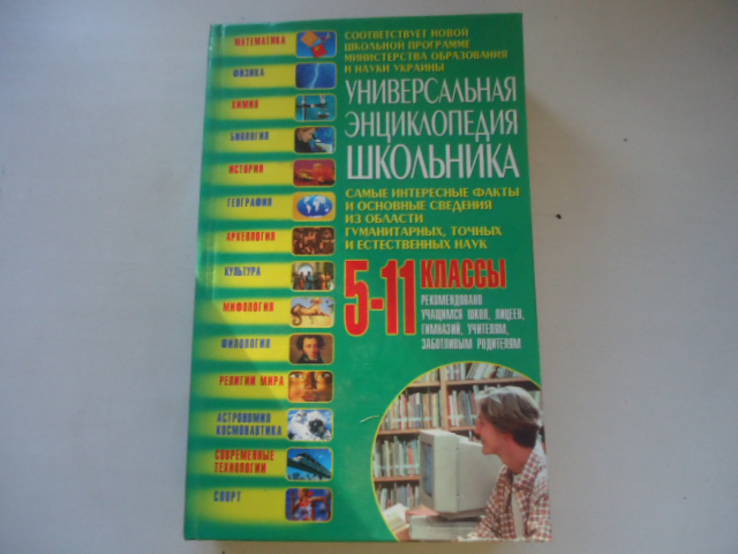 МАТЕМАТИКА
ФИЗИКА
ХИМИЯ
БИОЛОГИЯ
ИСТОРИЯ
ГЕОГРАФИЯ
АРХЕОЛОГИЯ
КУЛЬТУРА
МИФОЛОГИЯ
ФИЛОЛОГИЯ
РЕЛИГИИ МИРА
АСТРОНОМИЯ
КОСМОНАВТИКА
СОВРЕМЕННЫЕ
ТЕХНОЛОГИИ
СПОРТ
СООТВЕТСТВУЕТ НОВОЙ
ШКОЛЬНОЙ ПРОГРАММЕ
МИНИСТЕРСТВА ОБРАЗОВАНИЯ
И НАУКИ УКРАИНЫ
УНИВЕРСАЛЬНАЯ
ЭНЦИКЛОПЕДИЯ
ШКОЛЬНИКА
САМЫЕ ИНТЕРЕСНЫЕ ФАКТЫ
И ОСНОВНЫЕ СВЕДЕНИЯ
ИЗ ОБЛАСТИ
ГУМАНИТАРНЫХ, ТОЧНЫХ
И ЕСТЕСТВЕННЫХ НАУК
5-11 КЛАССЫ
РЕКОМЕНДОВАНО
УЧАЩИМСЯ ШКОЛ, ЛИЦЕЕВ,
ГИМНАЗИЙ, УЧИТЕЛЯМ,
ЗАБОТЛИВЫМ РОДИТЕЛЯМ